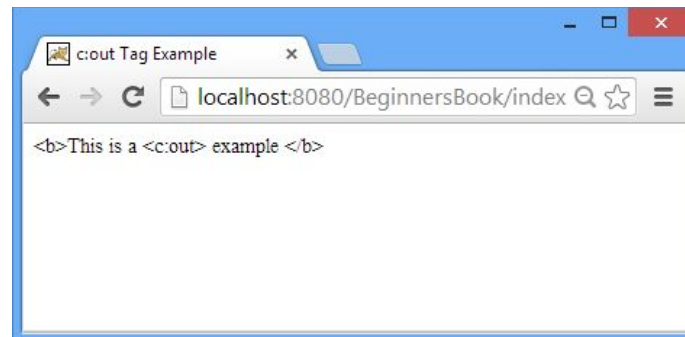 c:out Tag Example
localhost:8080/BeginnersBook/index
<b>This is a <c:out> example </b>